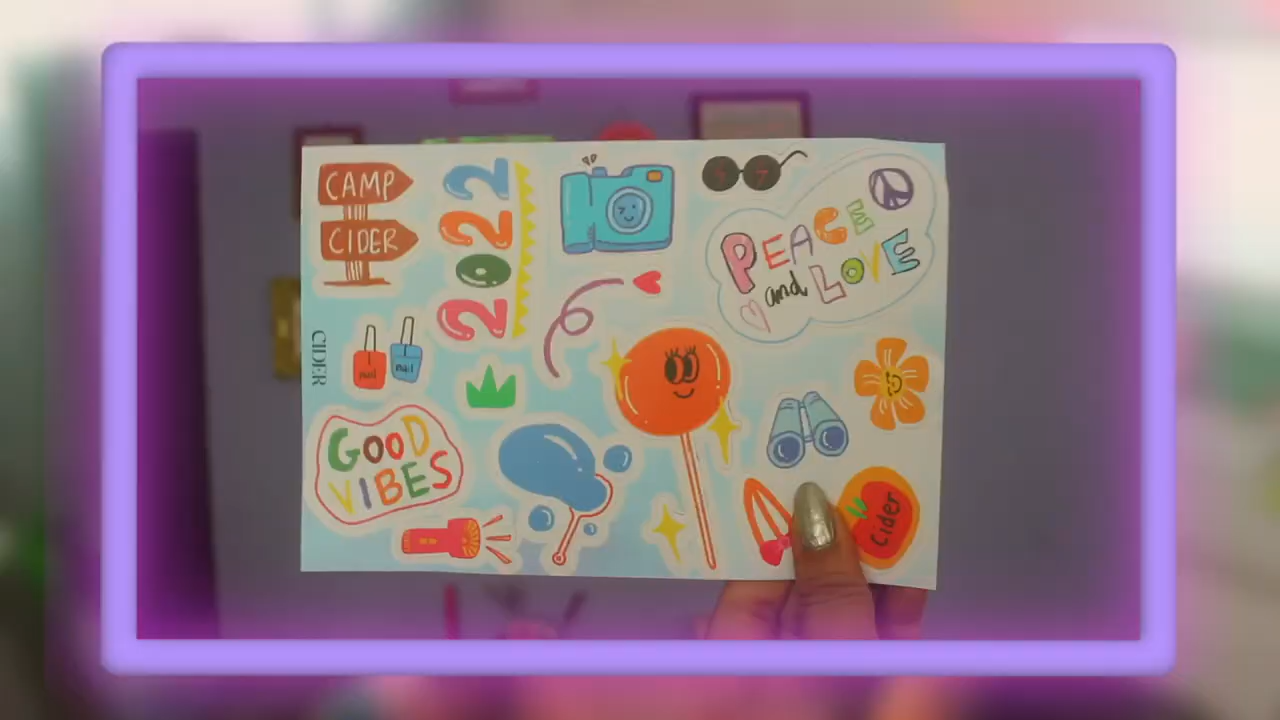 CAMP
CIDER
2022
PEACE
and LOVE
CIDER
nail
nail
GOOD
VIBES
Cider